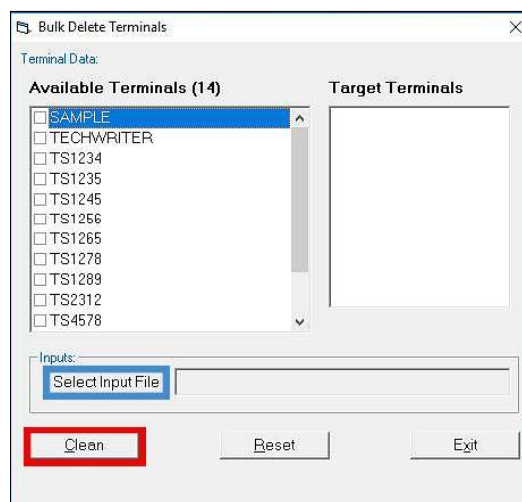 Bulk Delete Terminals
Terminal Data:
Available Terminals (14)
Target Terminals
SAMPLE
TECHWRITER
TS1234
TS1235
TS1245
TS1256
TS1265
TS1278
TS1289
TS2312
TS4578
Inputs:
Select Input File
Clean
Reset
Exit